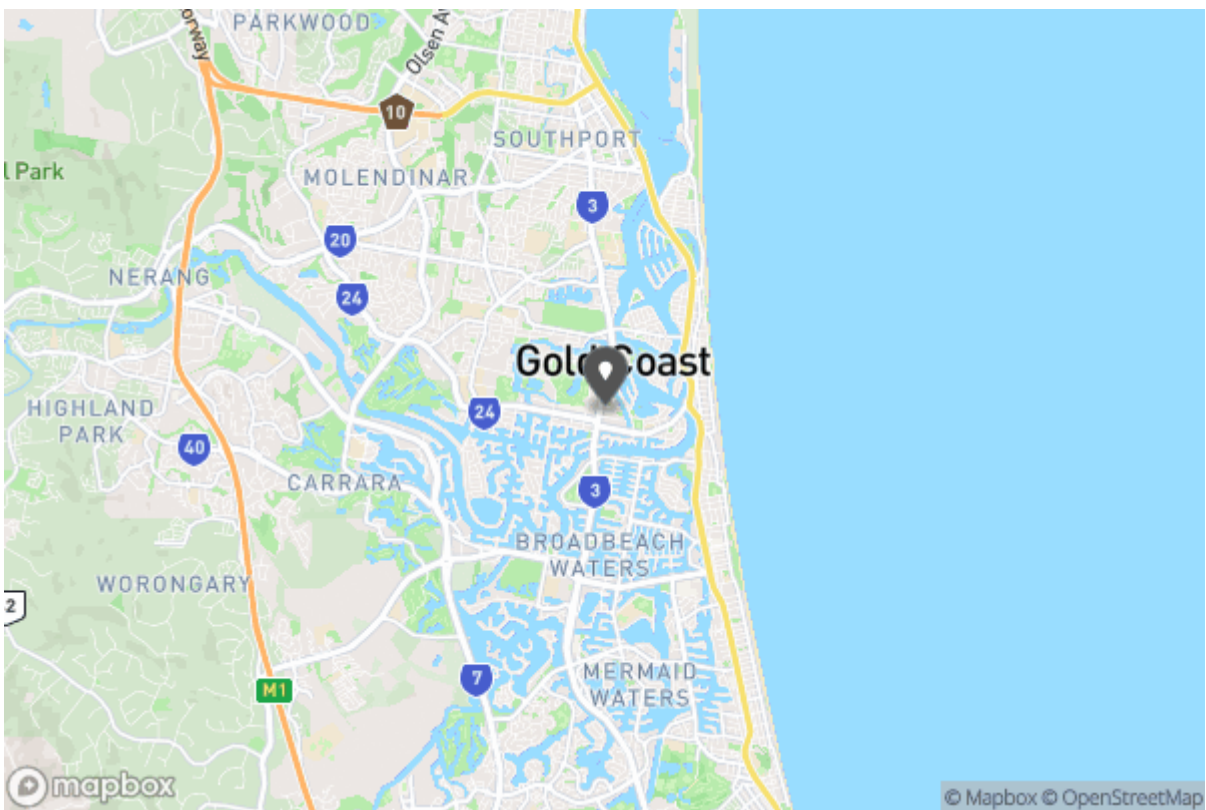 PARKWOOD
orway
Olsen Av
10
SOUTHPORT
l Park
MOLENDINAR
3
20
NERANG
24
Gold Coast
HIGHLAND
PARK
24
40
CARRARA
3
BROADBEACH
WATERS
WORONGARY
2
MERMAID
WATERS
7
M1
mapbox
© Mapbox © OpenStreetMap